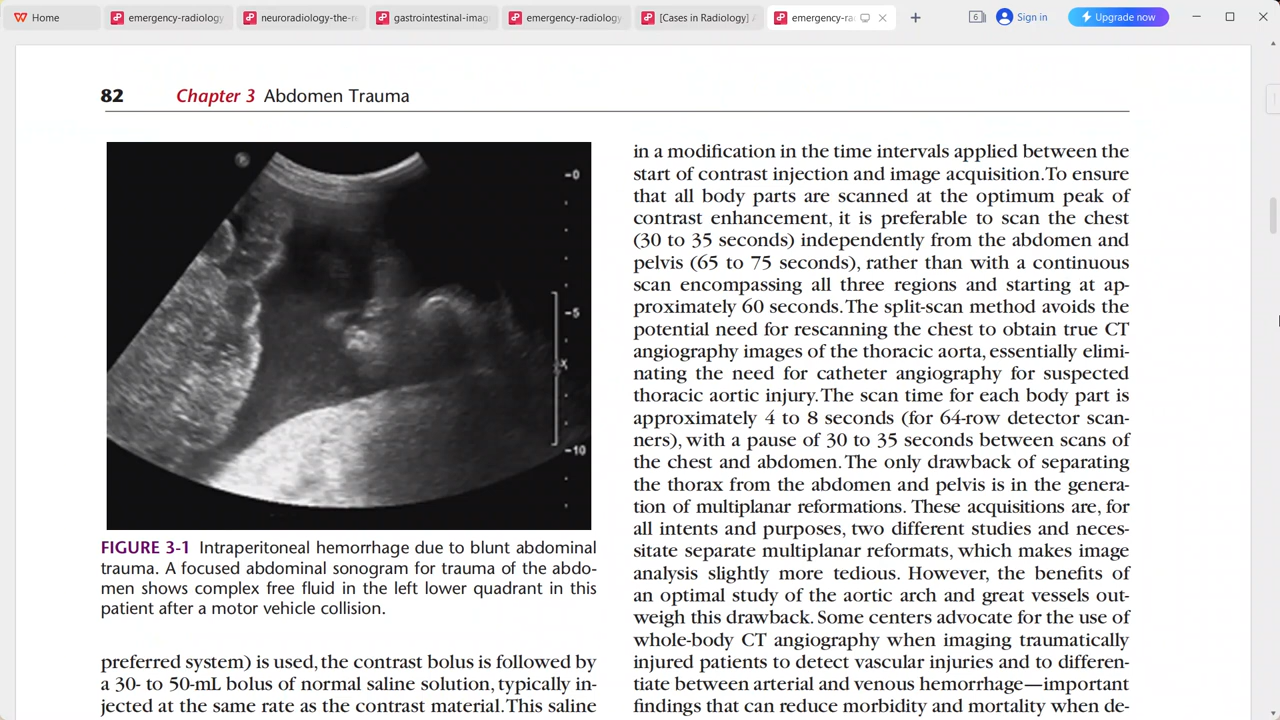 Home
emergency-radiology
neuroradiology-the-r
gastrointestinal-imag
emergency-radiology
[Cases in Radiology]
emergency-ra
6
Sign in
Upgrade now
82 Chapter 3 Abdomen Trauma
-0
-5
X
-10
FIGURE 3-1 Intraperitoneal hemorrhage due to blunt abdominal
trauma. A focused abdominal sonogram for trauma of the abdo-
men shows complex free fluid in the left lower quadrant in this
patient after a motor vehicle collision.
preferred system) is used, the contrast bolus is followed by
a 30- to 50-mL bolus of normal saline solution, typically in-
jected at the same rate as the contrast material. This saline
in a modification in the time intervals applied between the
start of contrast injection and image acquisition. To ensure
that all body parts are scanned at the optimum peak of
contrast enhancement, it is preferable to scan the chest
(30 to 35 seconds) independently from the abdomen and
pelvis (65 to 75 seconds), rather than with a continuous
scan encompassing all three regions and starting at ap-
proximately 60 seconds. The split-scan method avoids the
potential need for rescanning the chest to obtain true CT
angiography images of the thoracic aorta, essentially elimi-
nating the need for catheter angiography for suspected
thoracic aortic injury. The scan time for each body part is
approximately 4 to 8 seconds (for 64-row detector scan-
ners), with a pause of 30 to 35 seconds between scans of
the chest and abdomen. The only drawback of separating
the thorax from the abdomen and pelvis is in the genera-
tion of multiplanar reformations. These acquisitions are, for
all intents and purposes, two different studies and neces-
sitate separate multiplanar reformats, which makes image
analysis slightly more tedious. However, the benefits of
an optimal study of the aortic arch and great vessels out-
weigh this drawback. Some centers advocate for the use of
whole-body CT angiography when imaging traumatically
injured patients to detect vascular injuries and to differen-
tiate between arterial and venous hemorrhage—important
findings that can reduce morbidity and mortality when de-